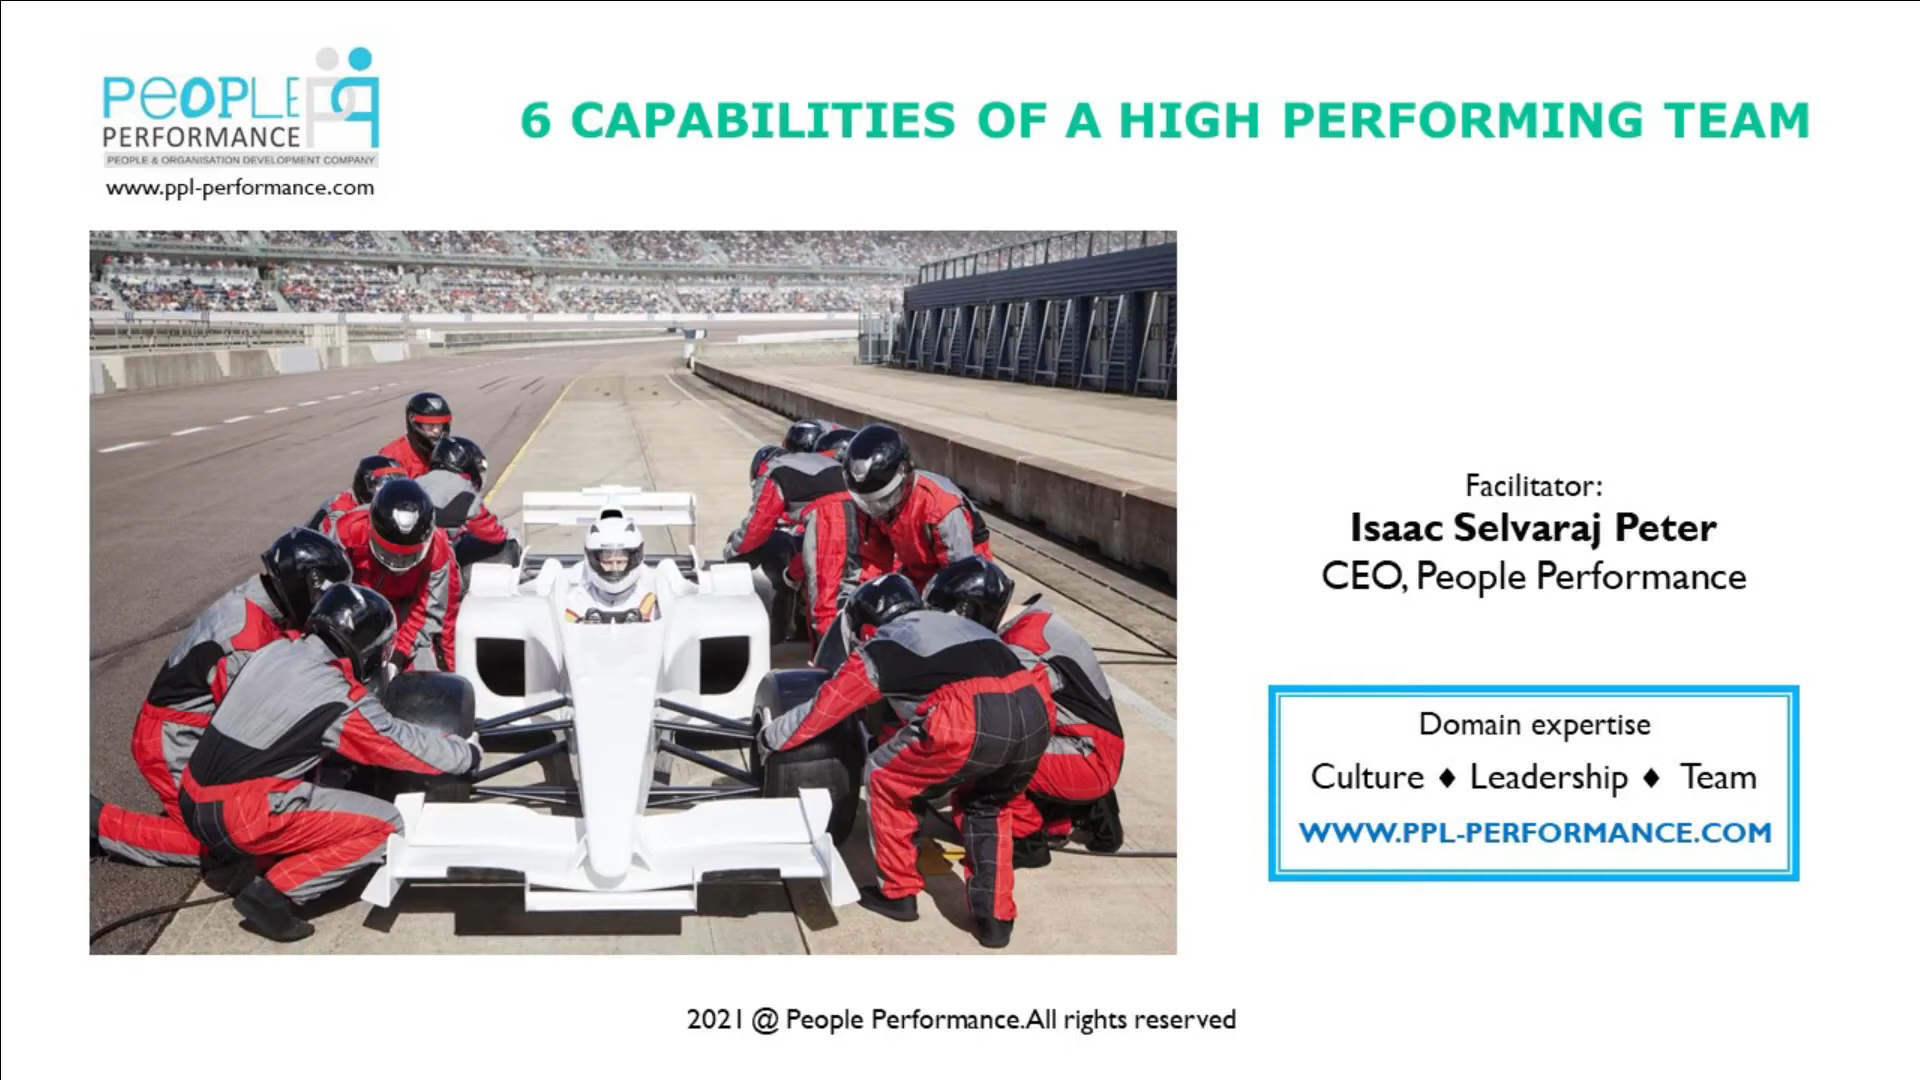 PEOPLE
PERFORMANCE
PEOPLE & ORGANISATION DEVELOPMENT COMPANY
www.ppl-performance.com
6 CAPABILITIES OF A HIGH PERFORMING TEAM
Facilitator:
Isaac Selvaraj Peter
CEO, People Performance
Domain expertise
Culture ♦ Leadership ♦ Team
WWW.PPL-PERFORMANCE.COM
2021 @ People Performance.All rights reserved